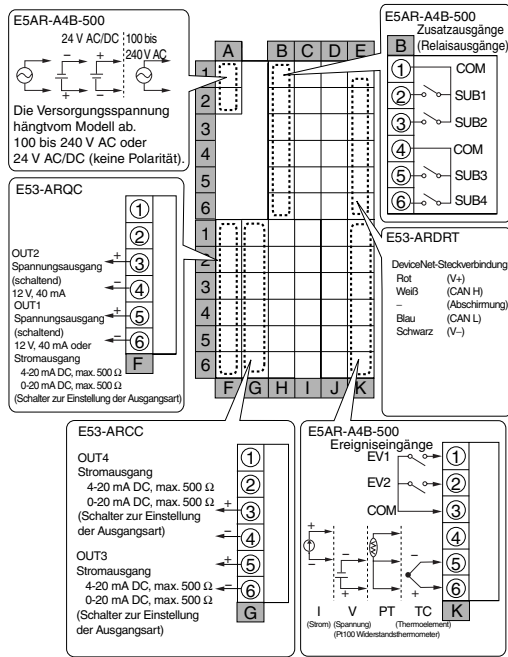 E5AR-A4B-500
24 V AC/DC
100 bis
240 V AC
– + – +
+ –
Die Versorgungsspannung
hängtvom Modell ab.
100 bis 240 V AC oder
24 V AC/DC (keine Polarität).
A B C D E
1
2
3
4
5
6
1
2
3
4
5
6
F G H I J K
E5AR-A4B-500
Zusatzausgänge
(Relaisausgänge)
B
1 COM
2 SUB1
3 SUB2
4 COM
5 SUB3
6 SUB4
E53-ARQC
1
2
OUT2
Spannungsausgang + 3
(schaltend) – 4
12 V, 40 mA
OUT1
Spannungsausgang + 5
(schaltend) – 6
12 V, 40 mA oder
Stromausgang F
4-20 mA DC, max. 500 Ω
0-20 mA DC, max. 500 Ω
(Schalter zur Einstellung der Ausgangsart)
E53-ARDRT
DeviceNet-Steckverbindung
Rot (V+)
Weiß (CAN H)
– (Abschirmung)
Blau (CAN L)
Schwarz (V–)
E53-ARCC
OUT4 1
Stromausgang 2
4-20 mA DC, max. 500 Ω
0-20 mA DC, max. 500 Ω + 3
(Schalter zur Einstellung
der Ausgangsart) – 4
OUT3 + 5
Stromausgang
4-20 mA DC, max. 500 Ω – 6
0-20 mA DC, max. 500 Ω
(Schalter zur Einstellung G
der Ausgangsart)
E5AR-A4B-500
Ereigniseingänge
EV1 1
EV2 2
COM 3
4
5
6
+ – –
– + +
I V PT TC K
(Strom) (Spannung) (Thermoelement)
(Pt100 Widerstandsthermometer)